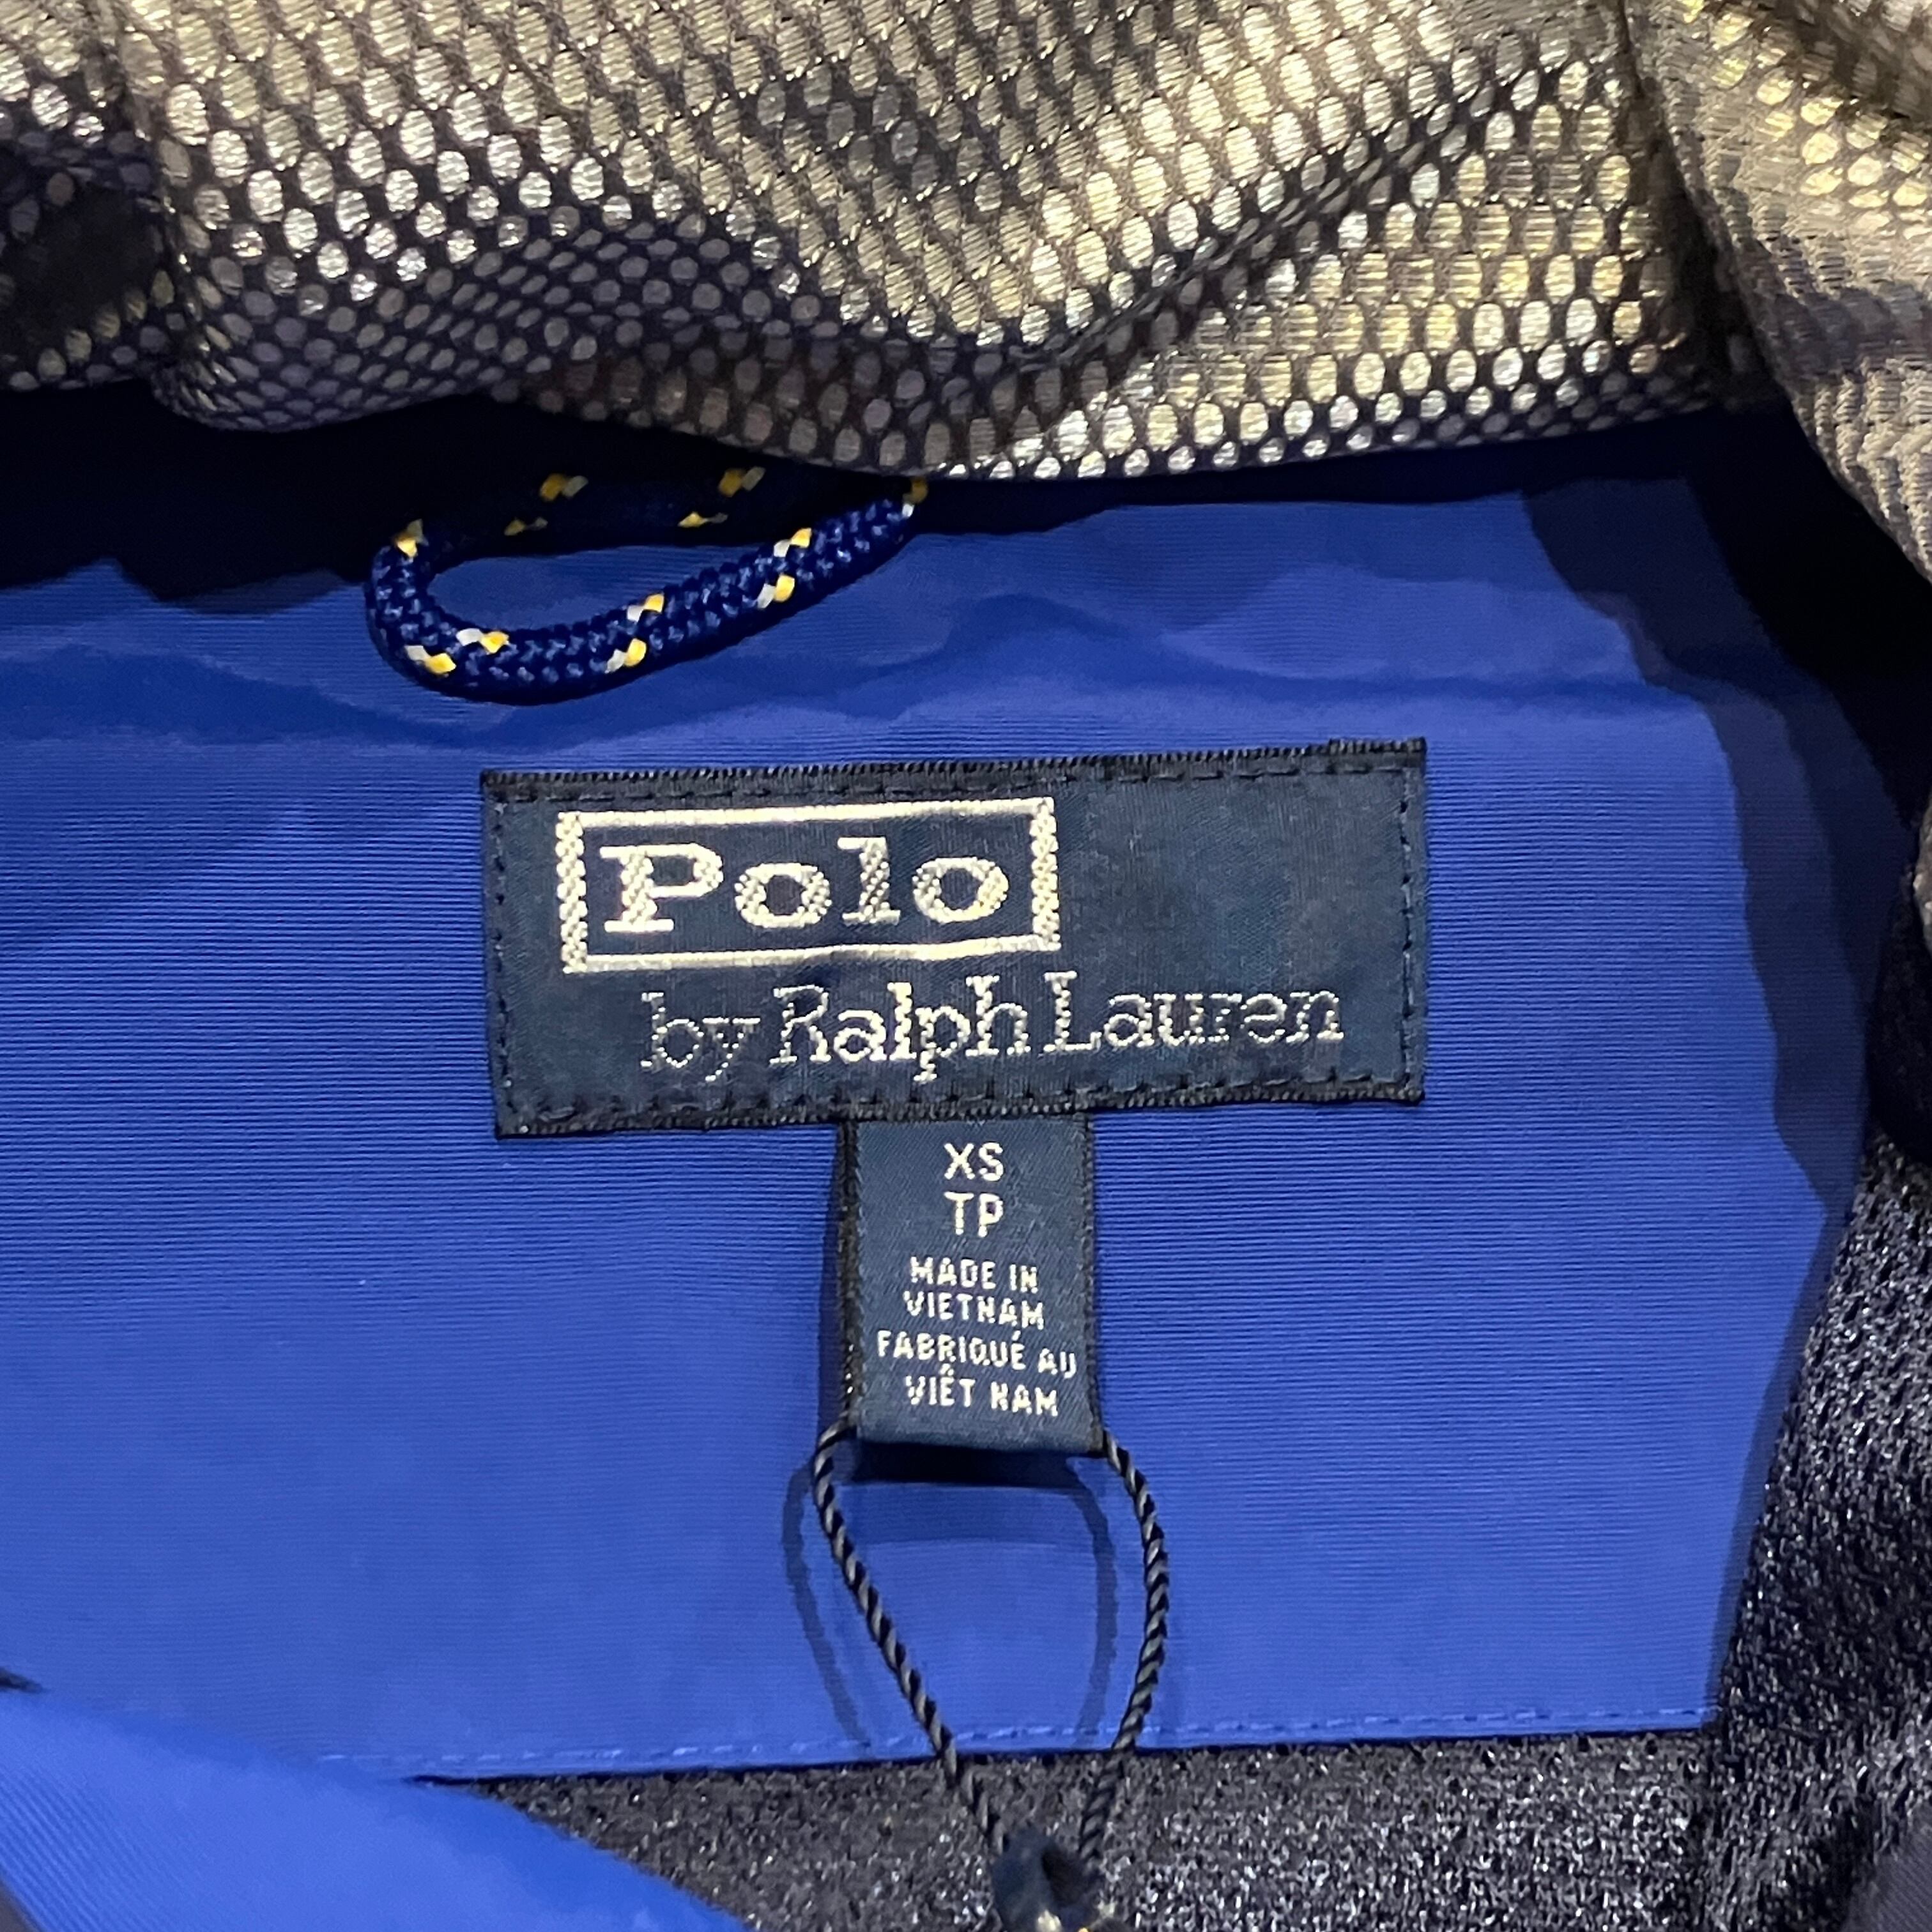 Polo
by Ralph Lauren
XS
TP
MADE IN
VIETNAM
FABRIQUÉ AU
VIÊT NAM